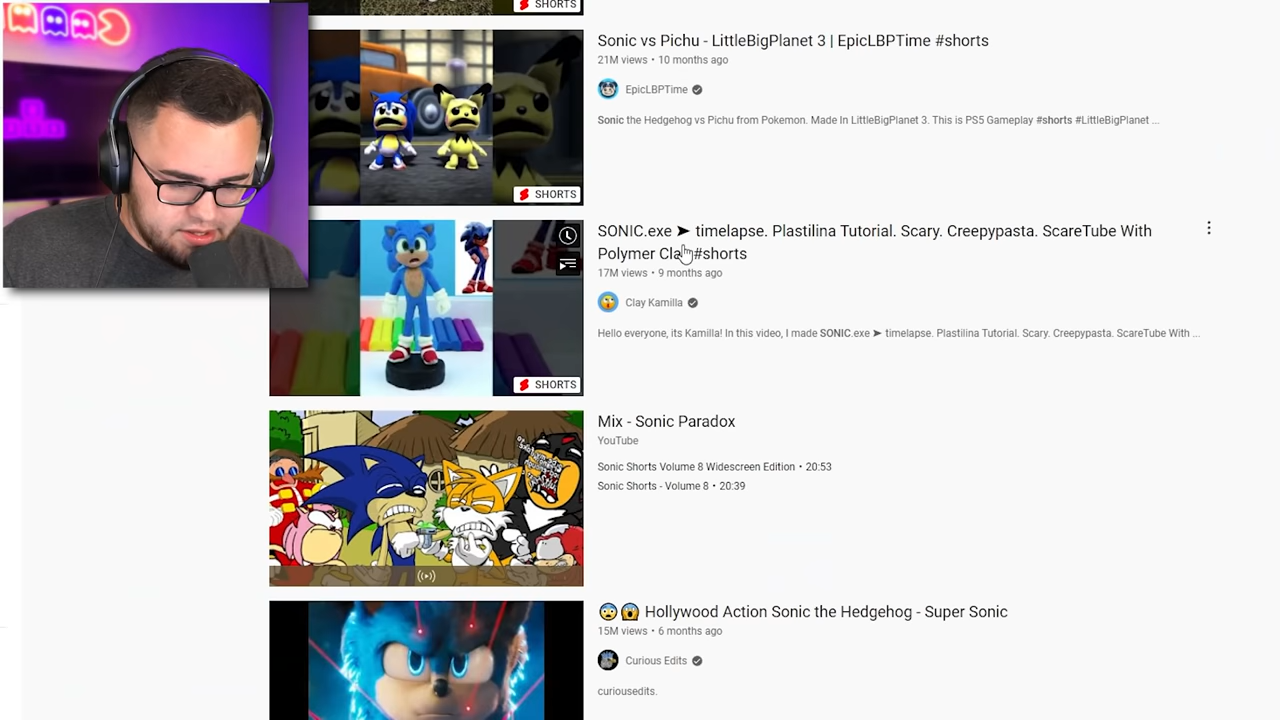 SHORTS
Sonic vs Pichu - LittleBigPlanet 3 | EpicLBPTime #shorts
21M views • 10 months ago
EpicLBPTime
Sonic the Hedgehog vs Pichu from Pokemon. Made In LittleBigPlanet 3. This is PS5 Gameplay #shorts #LittleBigPlanet ...
SHORTS
SONIC.exe ➤ timelapse. Plastilina Tutorial. Scary. Creepypasta. ScareTube With
Polymer Cla #shorts
17M views • 9 months ago
Clay Kamilla
Hello everyone, its Kamilla! In this video, I made SONIC.exe ➤ timelapse. Plastilina Tutorial. Scary. Creepypasta. ScareTube With ...
SHORTS
Mix - Sonic Paradox
YouTube
Sonic Shorts Volume 8 Widescreen Edition • 20:53
Sonic Shorts - Volume 8 • 20:39
😨😱 Hollywood Action Sonic the Hedgehog - Super Sonic
15M views • 6 months ago
Curious Edits
curiousedits.